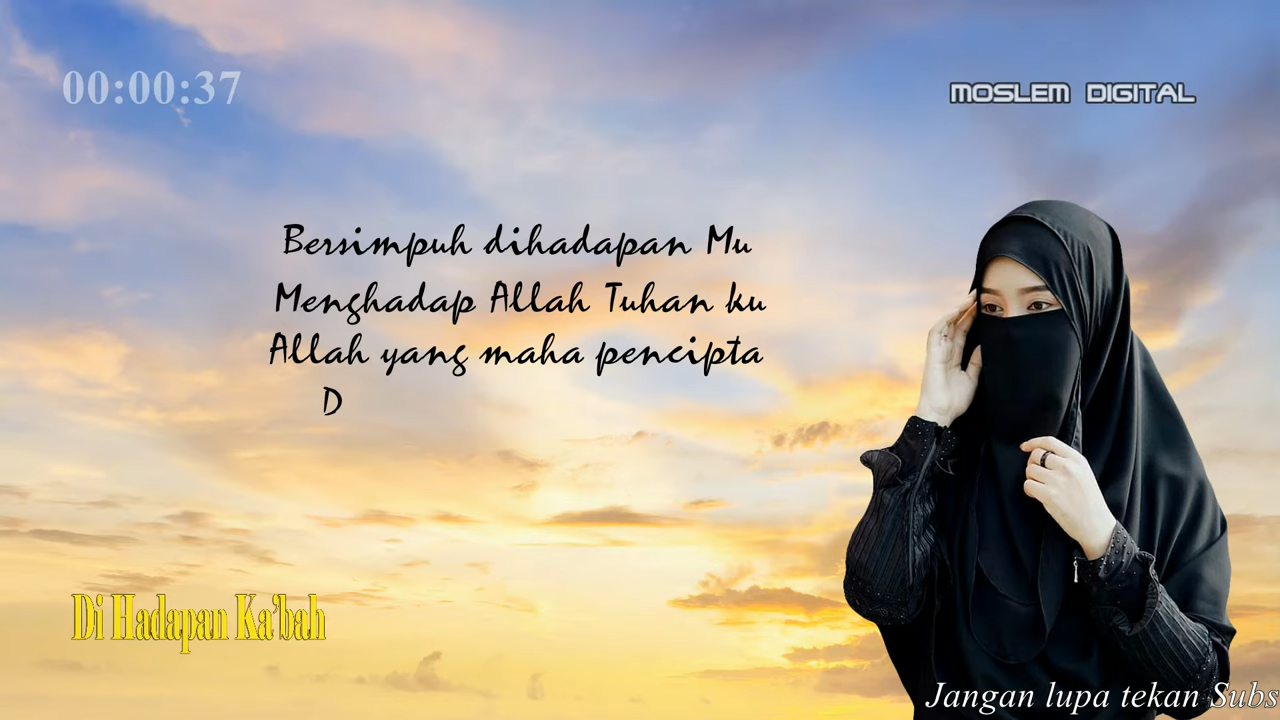 00:00:37
MOSLEM DIGITAL
Bersimpuh dihadapan Mu
Menghadap Allah Tuhan ku
Allah yang maha pencipta
D
Di Hadapan Ka'bah
Jangan lupa tekan Subs